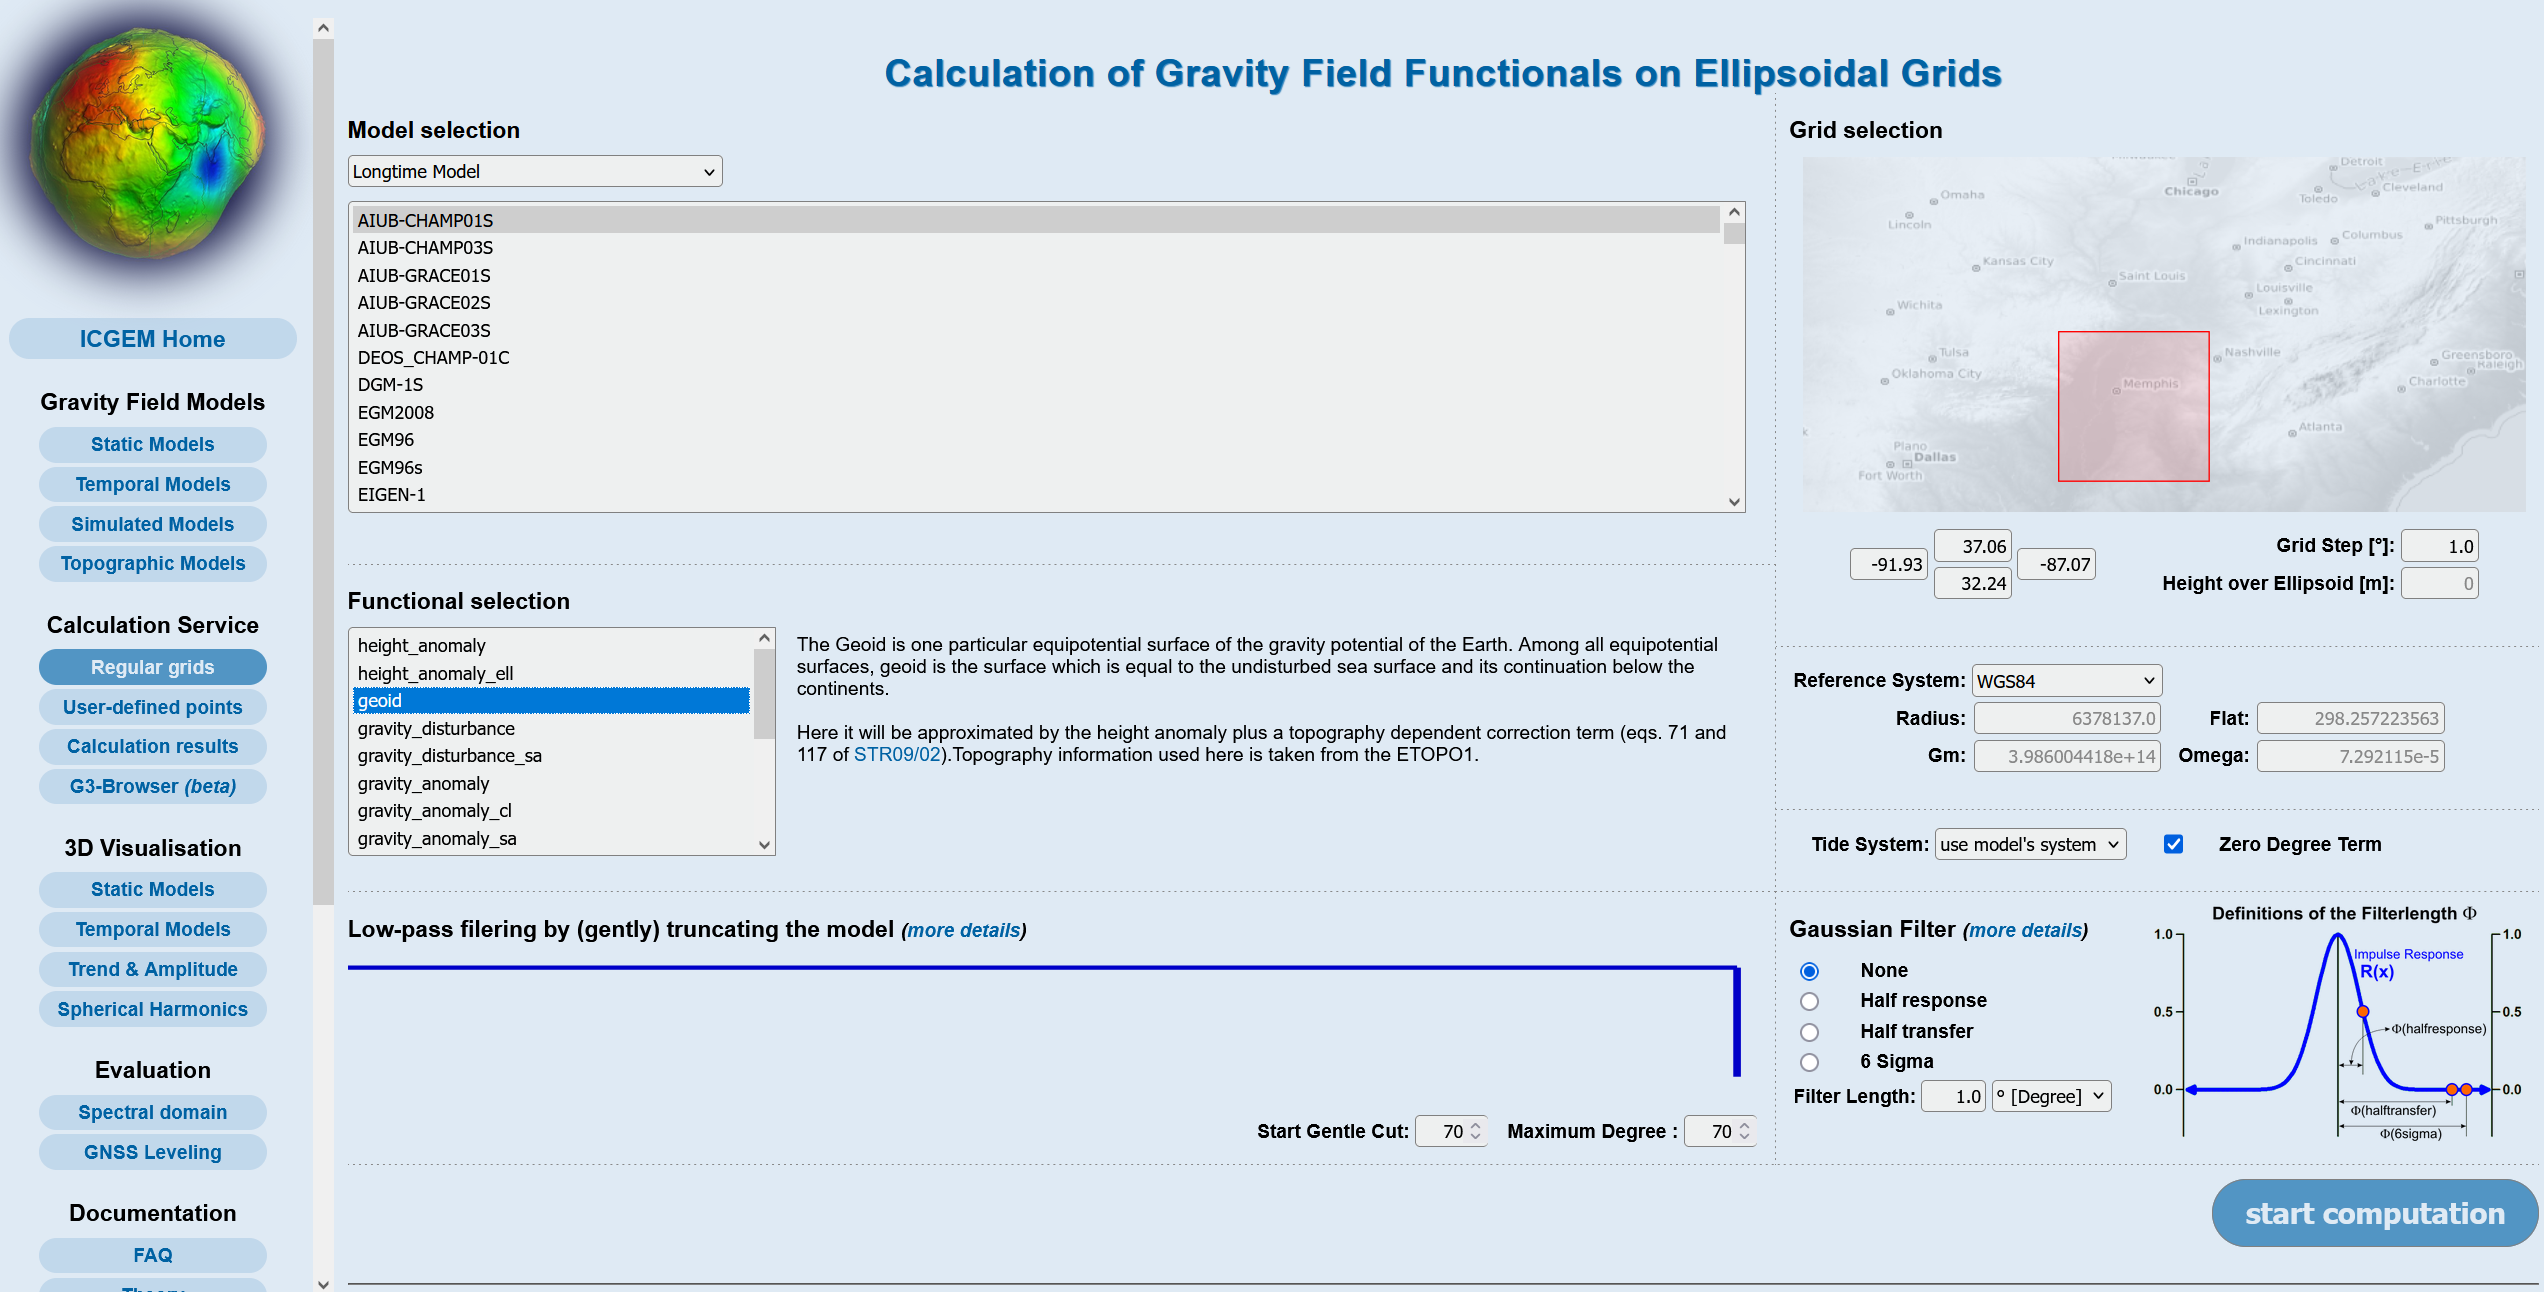 Calculation of Gravity Field Functionals on Ellipsoidal Grids
ICGEM Home
Gravity Field Models
Static Models
Temporal Models
Simulated Models
Topographic Models
Calculation Service
Regular grids
User-defined points
Calculation results
G3-Browser (beta)
3D Visualisation
Static Models
Temporal Models
Trend & Amplitude
Spherical Harmonics
Evaluation
Spectral domain
GNSS Leveling
Documentation
FAQ
Model selection
Longtime Model
AIUB-CHAMP01S
AIUB-CHAMP03S
AIUB-GRACE01S
AIUB-GRACE02S
AIUB-GRACE03S
DEOS_CHAMP-01C
DGM-1S
EGM2008
EGM96
EGM96s
EIGEN-1
Functional selection
height_anomaly
height_anomaly_ell
geoid
gravity_disturbance
gravity_disturbance_sa
gravity_anomaly
gravity_anomaly_cl
gravity_anomaly_sa
The Geoid is one particular equipotential surface of the gravity potential of the Earth. Among all equipotential
surfaces, geoid is the surface which is equal to the undisturbed sea surface and its continuation below the
continents.
Here it will be approximated by the height anomaly plus a topography dependent correction term (eqs. 71 and
117 of STR09/02).Topography information used here is taken from the ETOPO1.
Low-pass filering by (gently) truncating the model (more details)
Start Gentle Cut: 70 Maximum Degree : 70
Grid selection
Detroit
Lake Erie
Chicago
Toledo
Cleveland
Omaha
Lincoln
Pittsburgh
Indianapolis
Columbus
Kansas City
Cincinnati
Saint Louis
Louisville
Wichita
Lexington
Tulsa
Nashville
Greensboro
Raleigh
Oklahoma City
Memphis
Charlotte
Atlanta
Plano
Dallas
Fort Worth
37.06
-91.93
-87.07
32.24
Grid Step [°]: 1.0
Height over Ellipsoid [m]: 0
Reference System: WGS84
Radius: 6378137.0 Flat: 298.257223563
Gm: 3.986004418e+14 Omega: 7.292115e-5
Tide System: use model's system Zero Degree Term
Gaussian Filter (more details)
None
Half response
Half transfer
6 Sigma
Filter Length: 1.0 ° [Degree]
Definitions of the Filterlength Φ
1.0 1.0
Impulse Response
R(x)
0.5 0.5
Φ(halfresponse)
0.0 0.0
Φ(halftransfer)
Φ(6sigma)
start computation